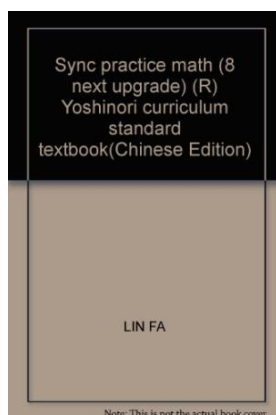 Sync practice math (8
next upgrade) (R)
Yoshinori curriculum
standard
textbook(Chinese Edition)
LIN FA
Note: This is not the actual book cover